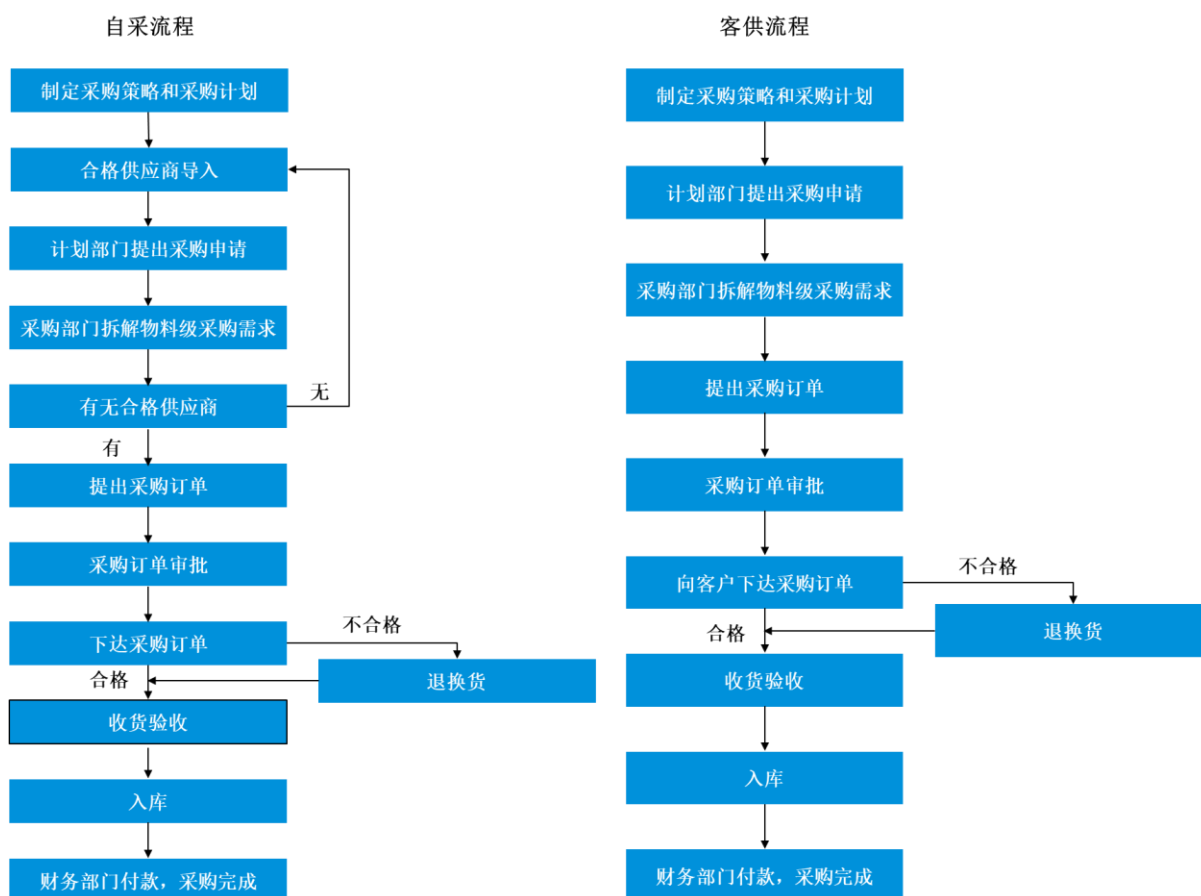 自采流程
制定采购策略和采购计划
合格供应商导入
计划部门提出采购申请
采购部门拆解物料级采购需求
有无合格供应商
无
有
提出采购订单
采购订单审批
下达采购订单
不合格
合格
退换货
收货验收
入库
财务部门付款，采购完成
客供流程
制定采购策略和采购计划
计划部门提出采购申请
采购部门拆解物料级采购需求
提出采购订单
采购订单审批
向客户下达采购订单
不合格
合格
退换货
收货验收
入库
财务部门付款，采购完成